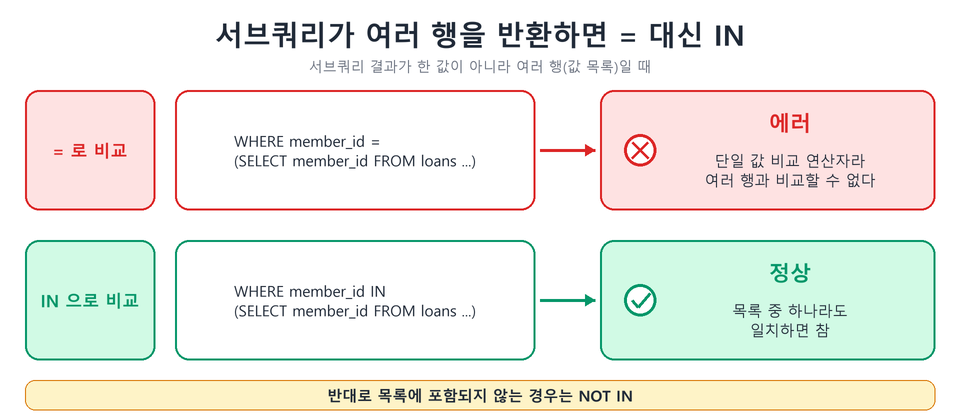 서브쿼리가 여러 행을 반환하면 = 대신 IN
서브쿼리 결과가 한 값이 아니라 여러 행(값 목록)일 때
= 로 비교
WHERE member_id =
(SELECT member_id FROM loans ...)
에러
단일 값 비교 연산자라
여러 행과 비교할 수 없다
IN 으로 비교
WHERE member_id IN
(SELECT member_id FROM loans ...)
정상
목록 중 하나라도
일치하면 참
반대로 목록에 포함되지 않는 경우는 NOT IN